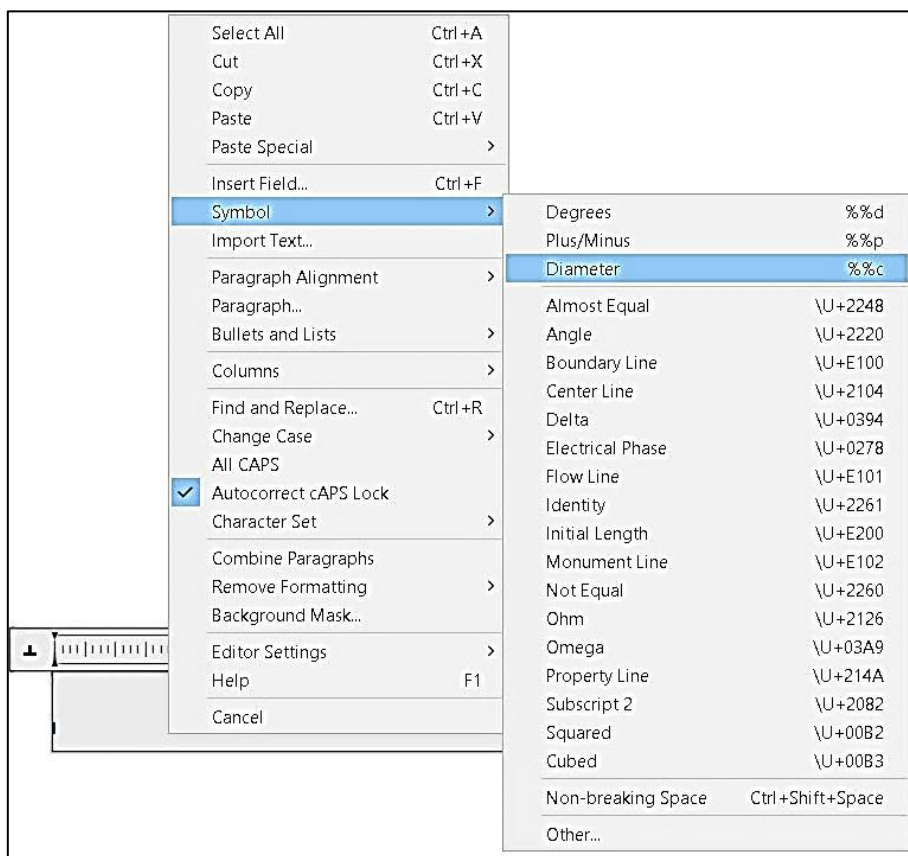 Select All Ctrl+A
Cut Ctrl+X
Copy Ctrl+C
Paste Ctrl+V
Paste Special >
Insert Field... Ctrl+F
Symbol >
Import Text...
Paragraph Alignment >
Paragraph...
Bullets and Lists >
Columns >
Find and Replace... Ctrl+R
Change Case >
All CAPS
Autocorrect cAPS Lock
Character Set >
Combine Paragraphs
Remove Formatting >
Background Mask...
Editor Settings >
Help F1
Cancel
Degrees %%d
Plus/Minus %%p
Diameter %%c
Almost Equal \U+2248
Angle \U+2220
Boundary Line \U+E100
Center Line \U+2104
Delta \U+0394
Electrical Phase \U+0278
Flow Line \U+E101
Identity \U+2261
Initial Length \U+E200
Monument Line \U+E102
Not Equal \U+2260
Ohm \U+2126
Omega \U+03A9
Property Line \U+214A
Subscript 2 \U+2082
Squared \U+00B2
Cubed \U+00B3
Non-breaking Space Ctrl+Shift+Space
Other...